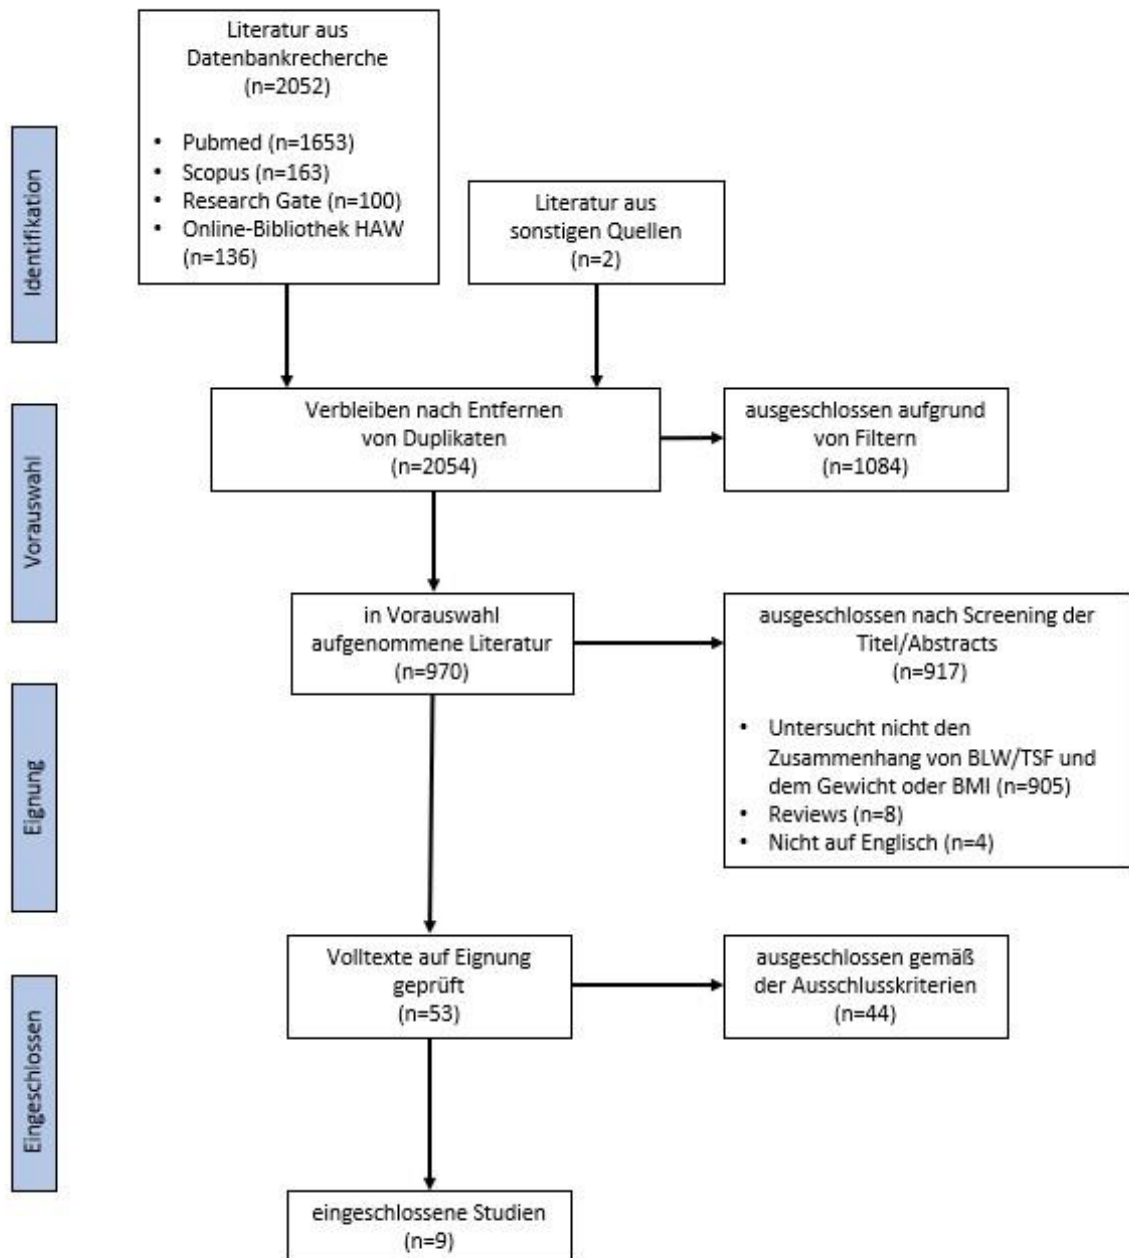 Literatur aus
Datenbankrecherche
(n=2052)
• Pubmed (n=1653)
• Scopus (n=163)
• Research Gate (n=100)
• Online-Bibliothek HAW
(n=136)
Literatur aus
sonstigen Quellen
(n=2)
Identifikation
Verbleiben nach Entfernen
von Duplikaten
(n=2054)
ausgeschlossen aufgrund
von Filtern
(n=1084)
Vorauswahl
in Vorauswahl
aufgenommene Literatur
(n=970)
ausgeschlossen nach Screening der
Titel/Abstracts
(n=917)
• Untersucht nicht den
Zusammenhang von BLW/TSF und
dem Gewicht oder BMI (n=905)
• Reviews (n=8)
• Nicht auf Englisch (n=4)
Eignung
Volltexte auf Eignung
geprüft
(n=53)
ausgeschlossen gemäß
der Ausschlusskriterien
(n=44)
Eingeschlossen
eingeschlossene Studien
(n=9)